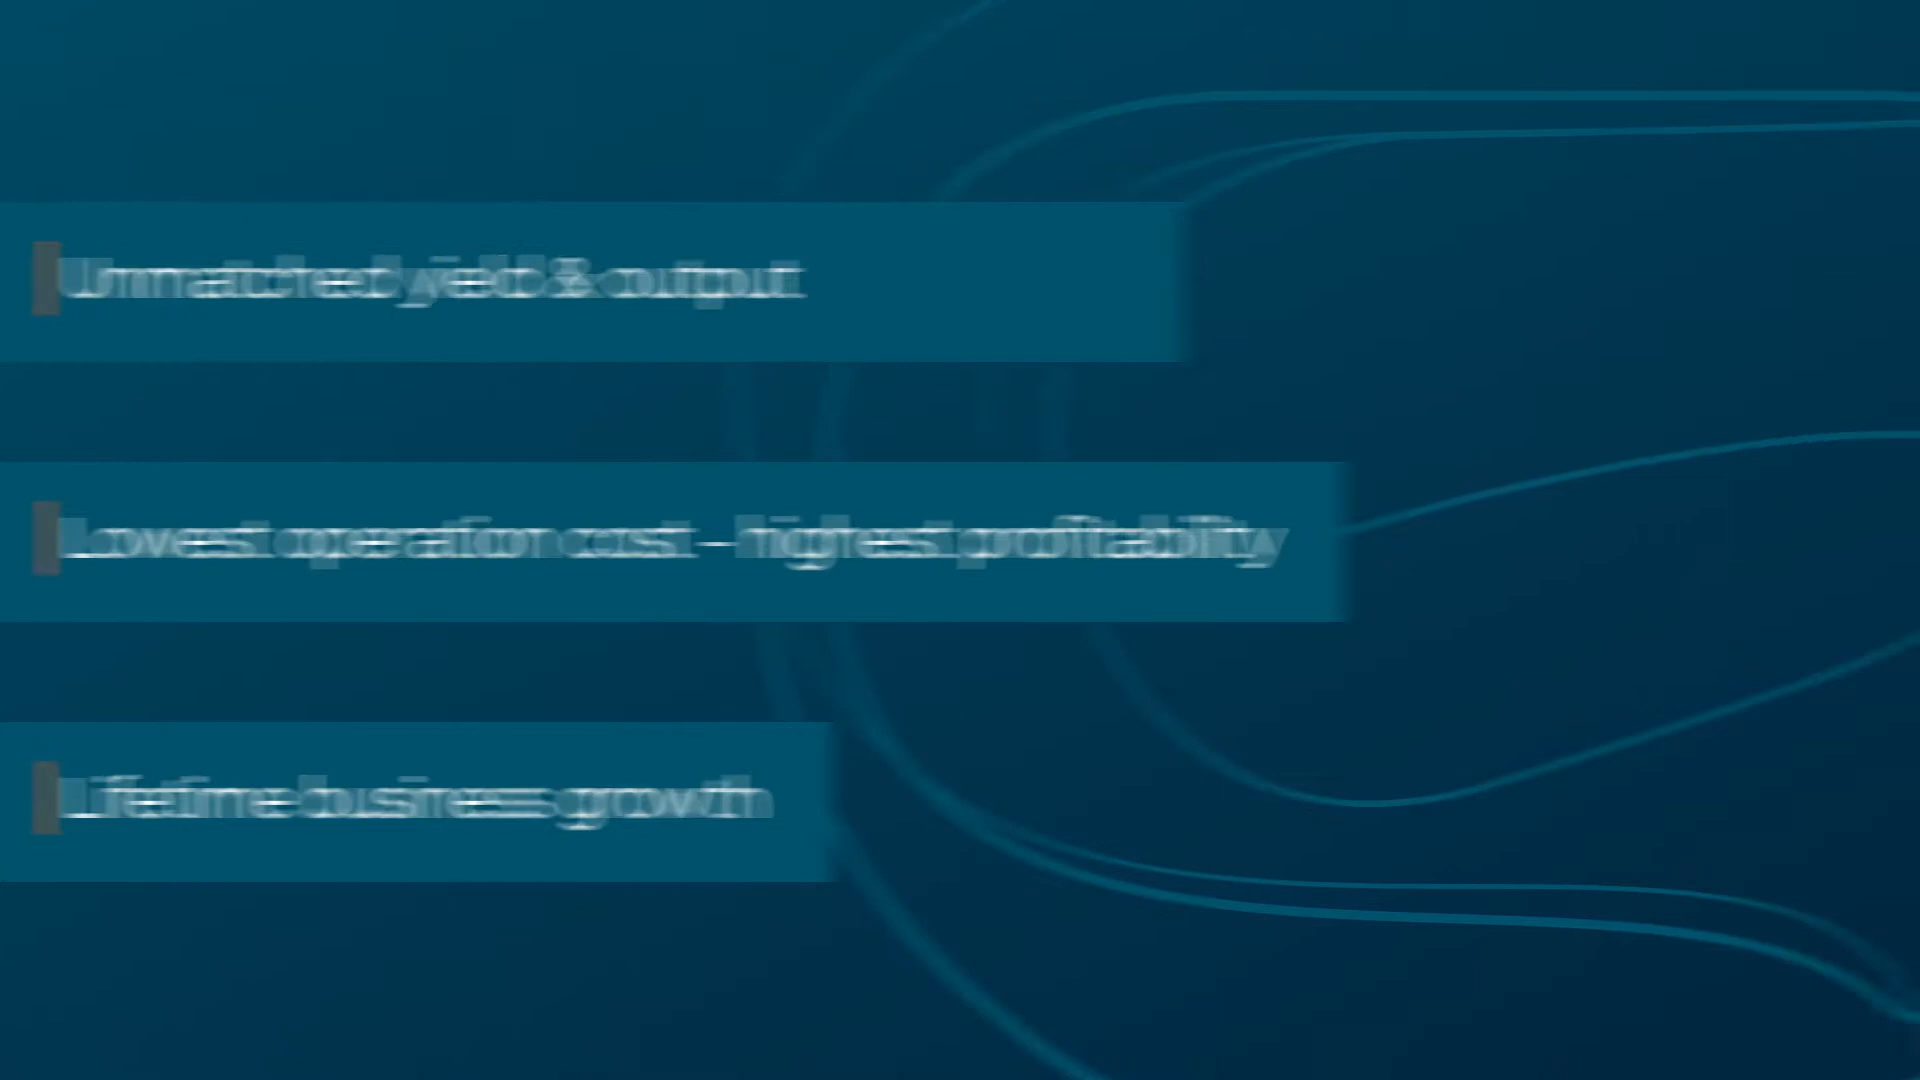 Unmatched yield & output
Lowest operation cost – highest profitability
Lifetime business growth